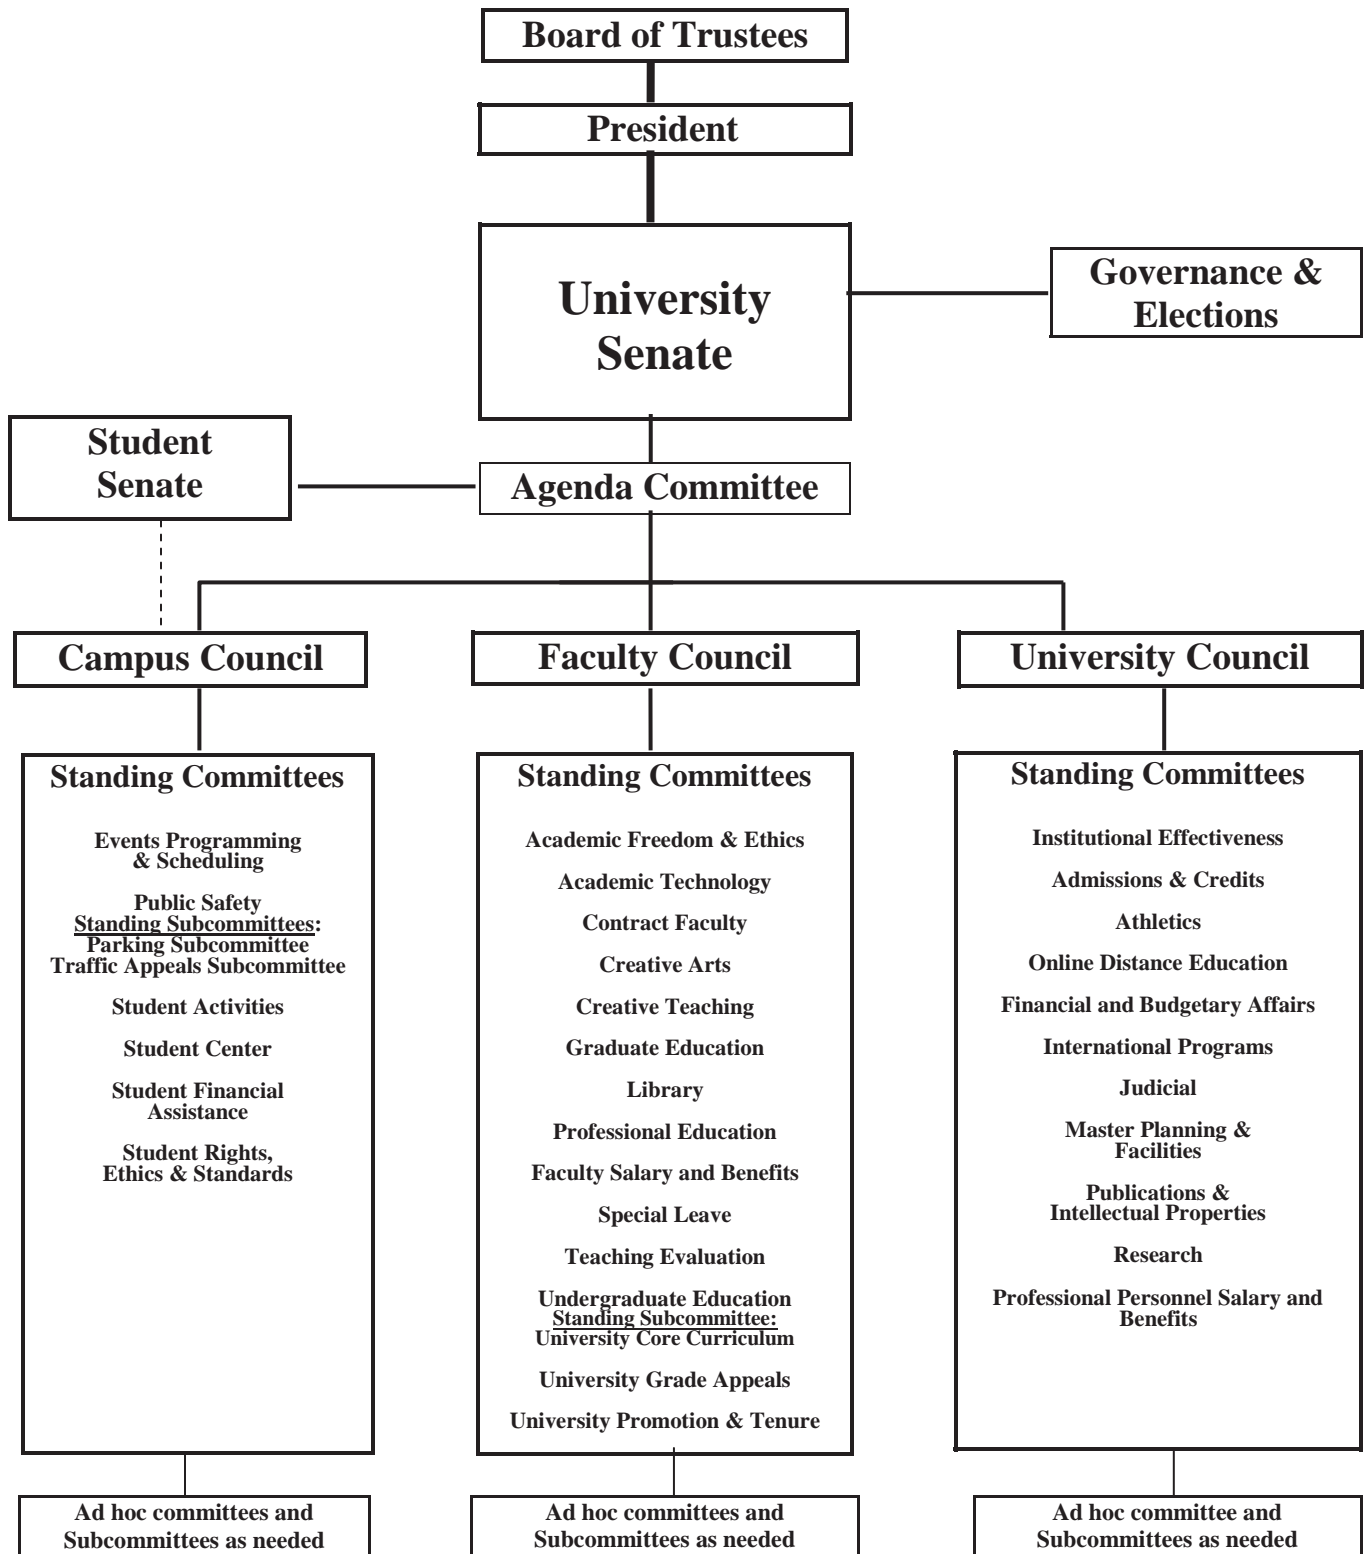 Board of Trustees
President
University
Senate
Governance &
Elections
Student
Senate
Agenda Committee
Campus Council
Faculty Council
University Council
Standing Committees
Events Programming
& Scheduling
Public Safety
Standing Subcommittees:
Parking Subcommittee
Traffic Appeals Subcommittee
Student Activities
Student Center
Student Financial
Assistance
Student Rights,
Ethics & Standards
Standing Committees
Academic Freedom & Ethics
Academic Technology
Contract Faculty
Creative Arts
Creative Teaching
Graduate Education
Library
Professional Education
Faculty Salary and Benefits
Special Leave
Teaching Evaluation
Undergraduate Education
Standing Subcommittee:
University Core Curriculum
University Grade Appeals
University Promotion & Tenure
Standing Committees
Institutional Effectiveness
Admissions & Credits
Athletics
Online Distance Education
Financial and Budgetary Affairs
International Programs
Judicial
Master Planning &
Facilities
Publications &
Intellectual Properties
Research
Professional Personnel Salary and
Benefits
Ad hoc committees and
Subcommittees as needed
Ad hoc committees and
Subcommittees as needed
Ad hoc committee and
Subcommittees as needed